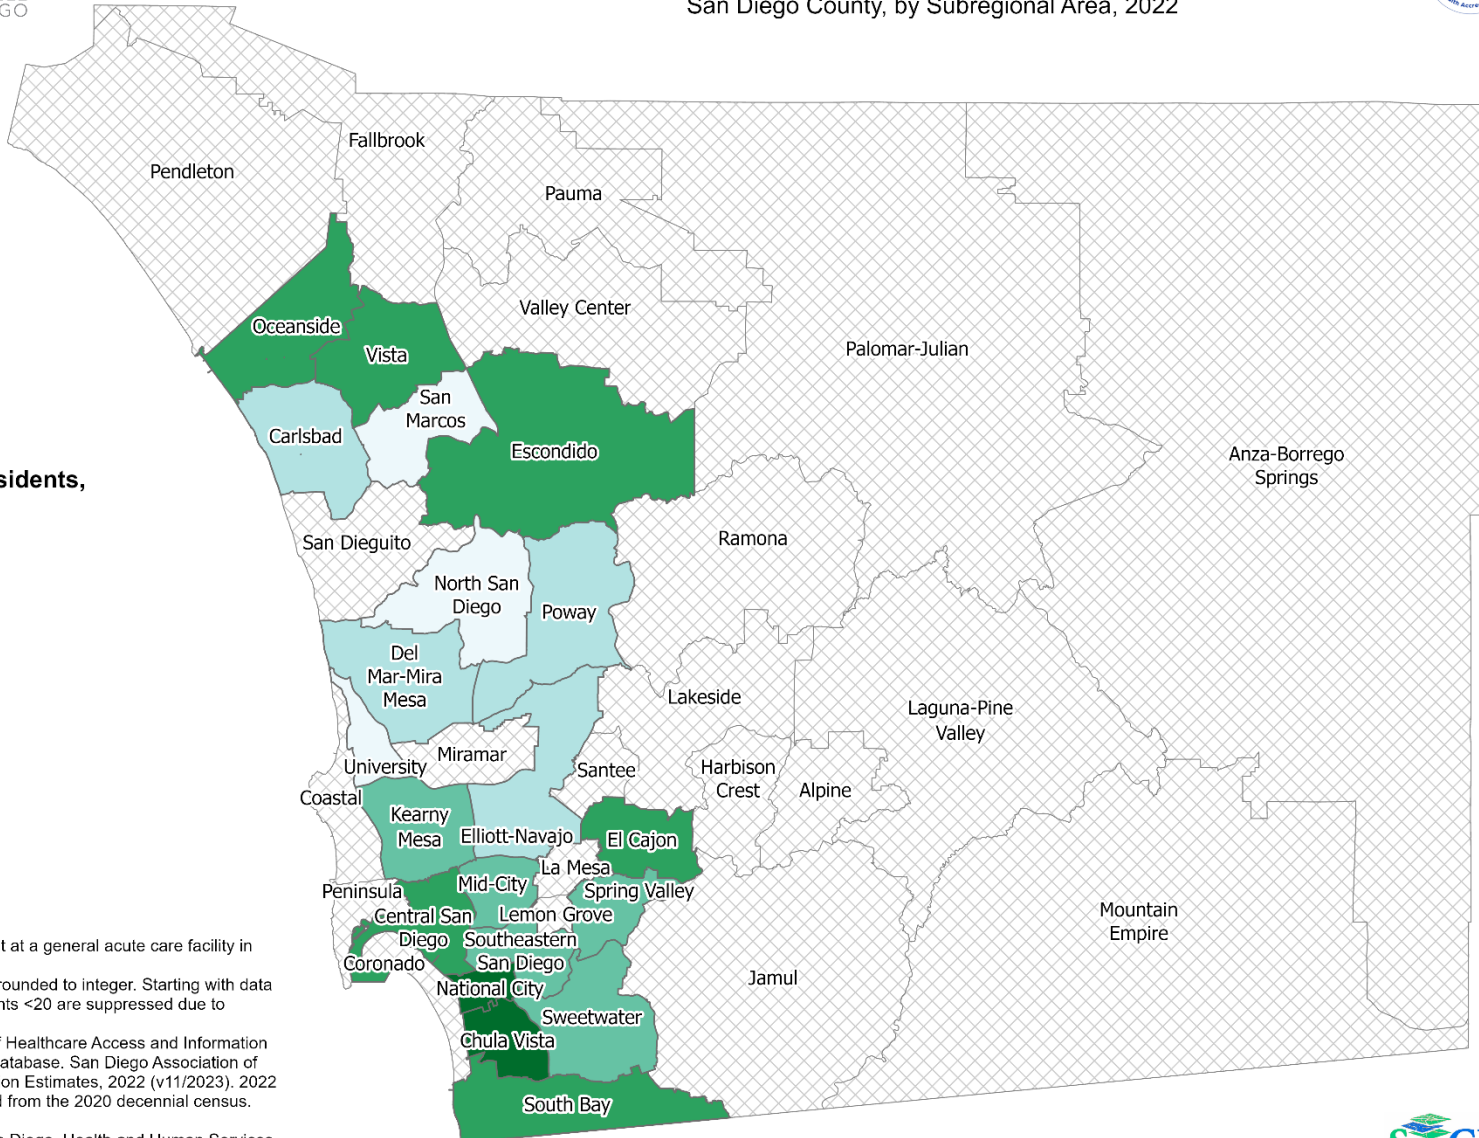 GO
San Diego County, by Subregional Area, 2022
Fallbrook
Pendleton
Pauma
Valley Center
Oceanside
Vista
Palomar-Julian
San
Marcos
Carlsbad
Escondido
Anza-Borrego
Springs
sidents,
San Dieguito
Ramona
North San
Diego
Poway
Del
Mar-Mira
Mesa
Lakeside
Laguna-Pine
Valley
Miramar
University
Santee
Harbison
Crest
Alpine
Coastal
Kearny
Mesa
Elliott-Navajo
El Cajon
La Mesa
Mid-City
Spring Valley
Peninsula
Central San
Diego
Lemon Grove
Southeastern
San Diego
Mountain
Empire
Coronado
Jamul
National City
Sweetwater
Chula Vista
South Bay
t at a general acute care facility in
rounded to integer. Starting with data
nts <20 are suppressed due to
f Healthcare Access and Information
atabase. San Diego Association of
on Estimates, 2022 (v11/2023). 2022
d from the 2020 decennial census.